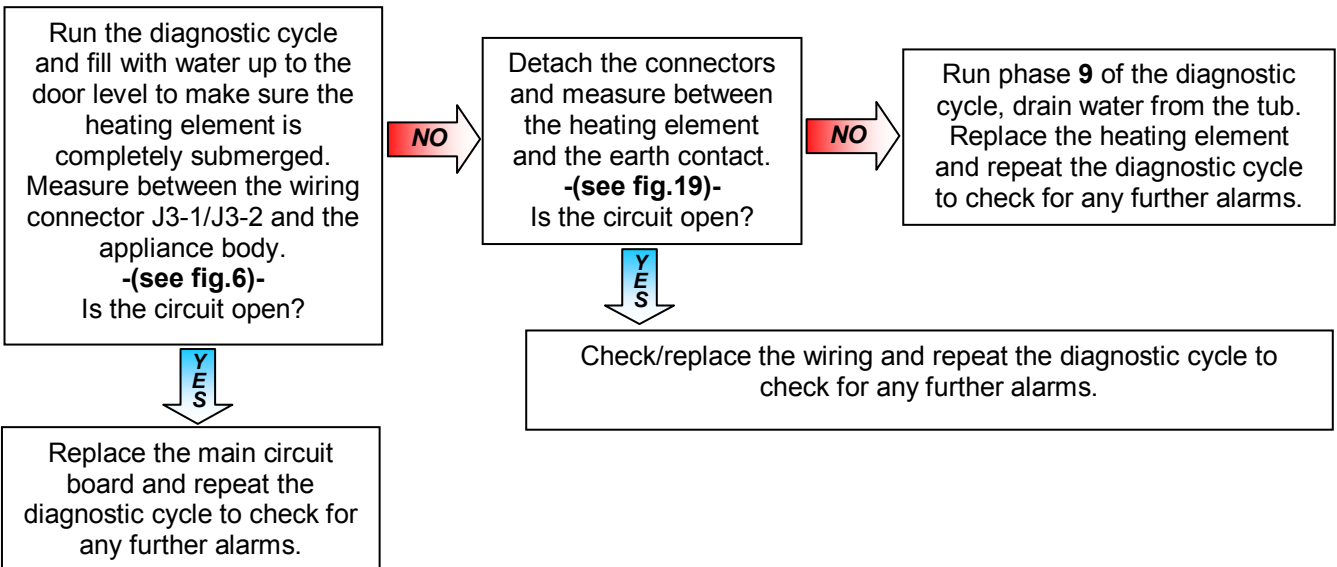 Run the diagnostic cycle
and fill with water up to the
door level to make sure the
heating element is
completely submerged.
Measure between the wiring
connector J3-1/J3-2 and the
appliance body.
-(see fig.6)-
Is the circuit open?
NO
Detach the connectors
and measure between
the heating element
and the earth contact.
-(see fig.19)-
Is the circuit open?
NO
Run phase 9 of the diagnostic
cycle, drain water from the tub.
Replace the heating element
and repeat the diagnostic cycle
to check for any further alarms.
YES
Check/replace the wiring and repeat the diagnostic cycle to
check for any further alarms.
YES
Replace the main circuit
board and repeat the
diagnostic cycle to check for
any further alarms.